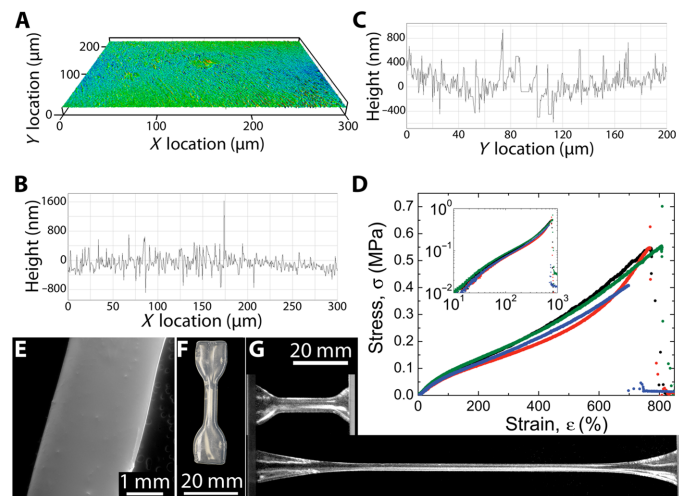 A
Y location (μm)
200
100
0
0
100
200
300
X location (μm)
B
Height (nm)
1600
800
0
−800
0
50
100
150
200
250
300
X location (μm)
C
Height (nm)
800
400
0
−400
0
40
80
120
160
200
Y location (μm)
D
Stress, σ (MPa)
0.7
0.6
0.5
0.4
0.3
0.2
0.1
0.0
10⁰
10⁻¹
10⁻²
10¹
10²
10³
0
200
400
600
800
Strain, ε (%)
E
1 mm
F
20 mm
G
20 mm